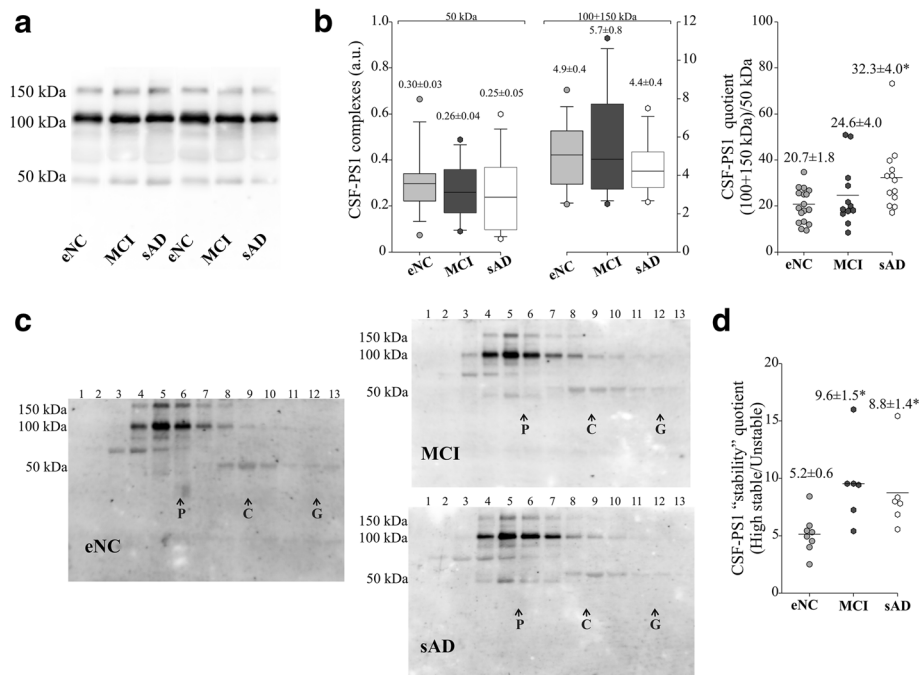 a
150 kDa
100 kDa
50 kDa
eNC MCI sAD eNC MCI sAD
b
50 kDa
100+150 kDa
CSF-PS1 complexes (a.u.)
1.0
0.8
0.6
0.4
0.2
0.0
0.30±0.03
0.26±0.04
0.25±0.05
4.9±0.4
5.7±0.8
4.4±0.4
12
10
8
6
4
2
0
eNC MCI sAD eNC MCI sAD
CSF-PS1 quotient
(100+150 kDa)/50 kDa
100
80
60
40
20
0
20.7±1.8
24.6±4.0
32.3±4.0*
eNC MCI sAD
c
1 2 3 4 5 6 7 8 9 10 11 12 13
150 kDa
100 kDa
50 kDa
P C G
eNC
1 2 3 4 5 6 7 8 9 10 11 12 13
150 kDa
100 kDa
50 kDa
P C G
MCI
1 2 3 4 5 6 7 8 9 10 11 12 13
150 kDa
100 kDa
50 kDa
P C G
sAD
d
CSF-PS1 “stability” quotient
(High stable/Unstable)
20
15
10
5
0
5.2±0.6
9.6±1.5*
8.8±1.4*
eNC MCI sAD